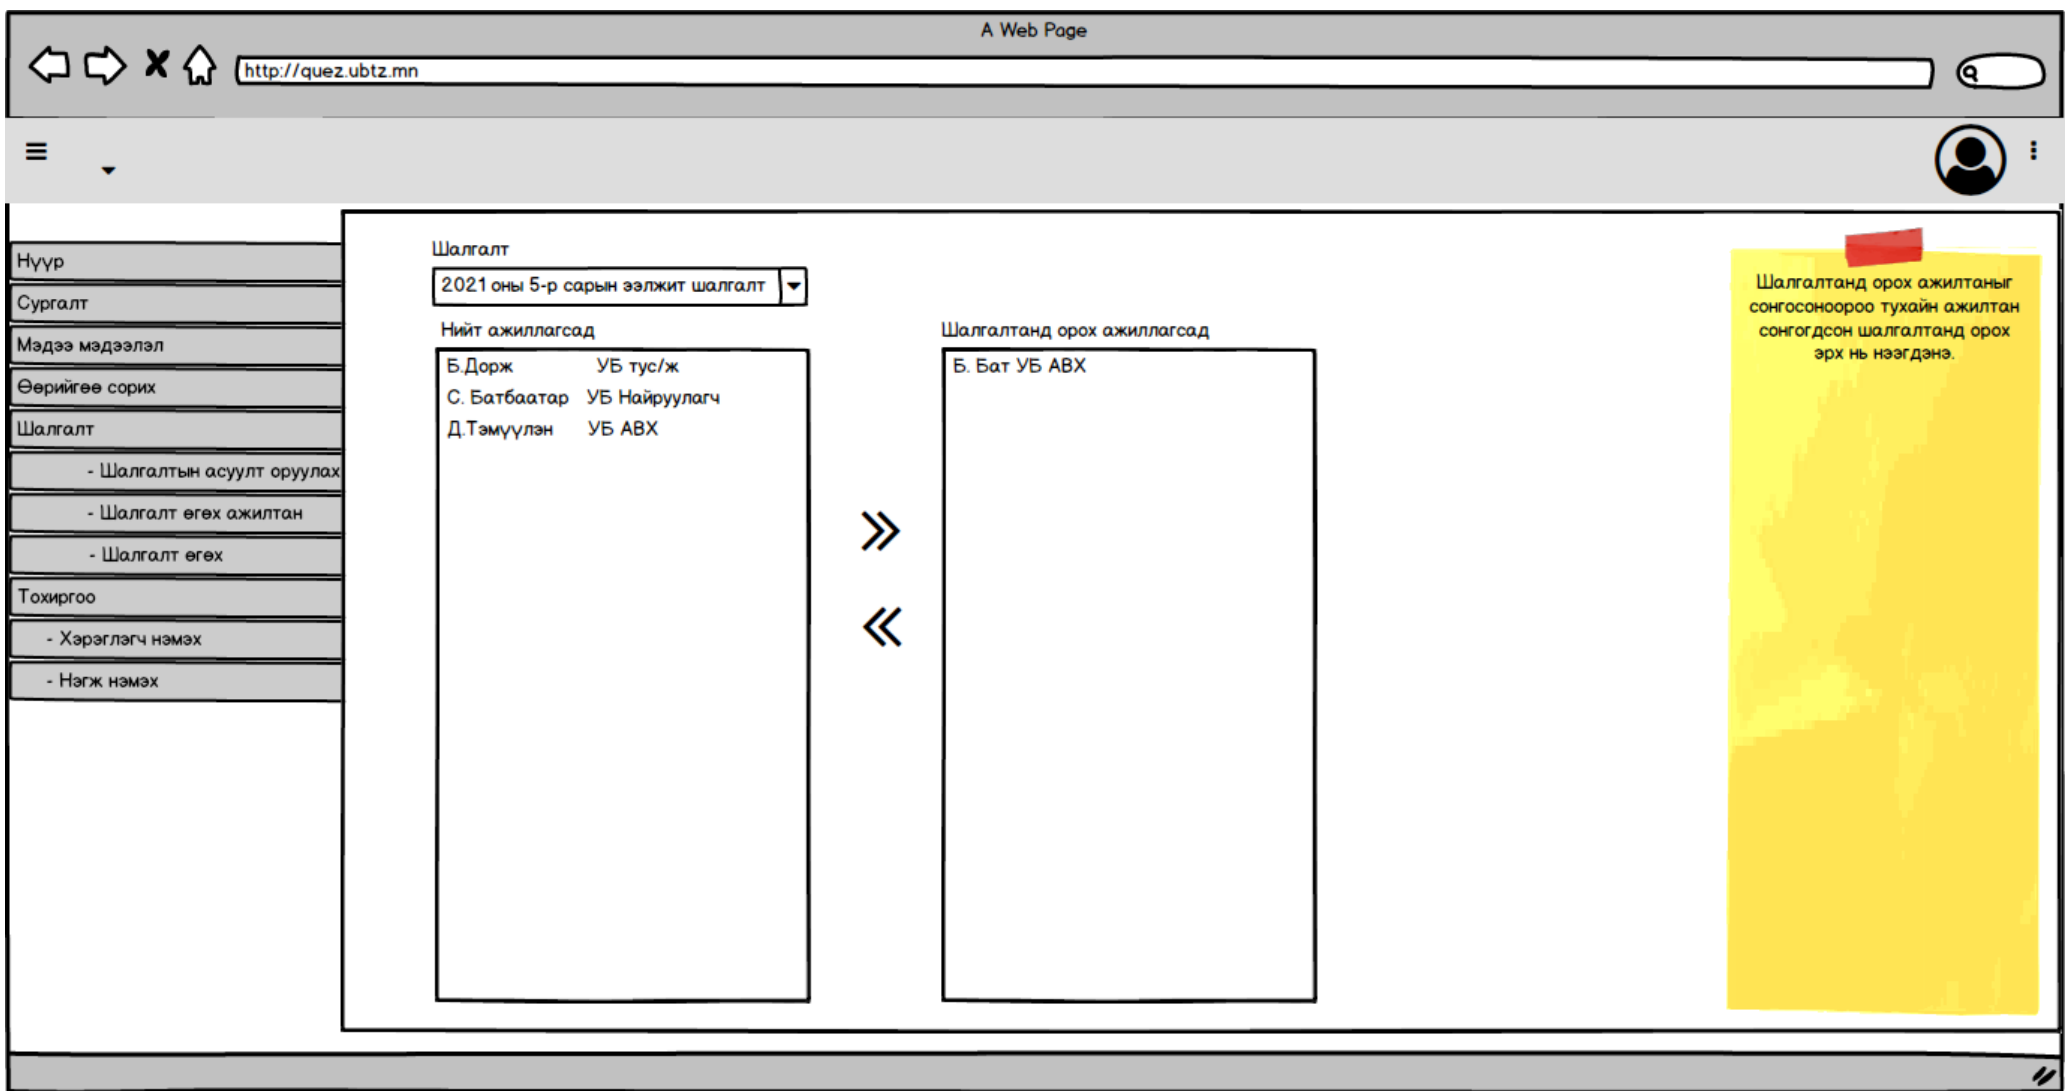 A Web Page
http://quez.ubtz.mn
Нүүр
Сургалт
Мэдээ мэдээлэл
Өөрийгөө сорих
Шалгалт
- Шалгалтын асуулт оруулах
- Шалгалт өгөх ажилтан
- Шалгалт өгөх
Тохиргоо
- Хэрэглэгч нэмэх
- Нэгж нэмэх
Шалгалт
2021 оны 5-р сарын ээлжит шалгалт
Нийт ажиллагсад
Б.Дорж УБ тус/ж
С. Батбаатар УБ Найруулагч
Д.Тэмүүлэн УБ АВХ
Шалгалтанд орох ажиллагсад
Б. Бат УБ АВХ
Шалгалтанд орох ажилтаныг
сонгосоноороо тухайн ажилтан
сонгогдсон шалгалтанд орох
эрх нь нээгдэнэ.